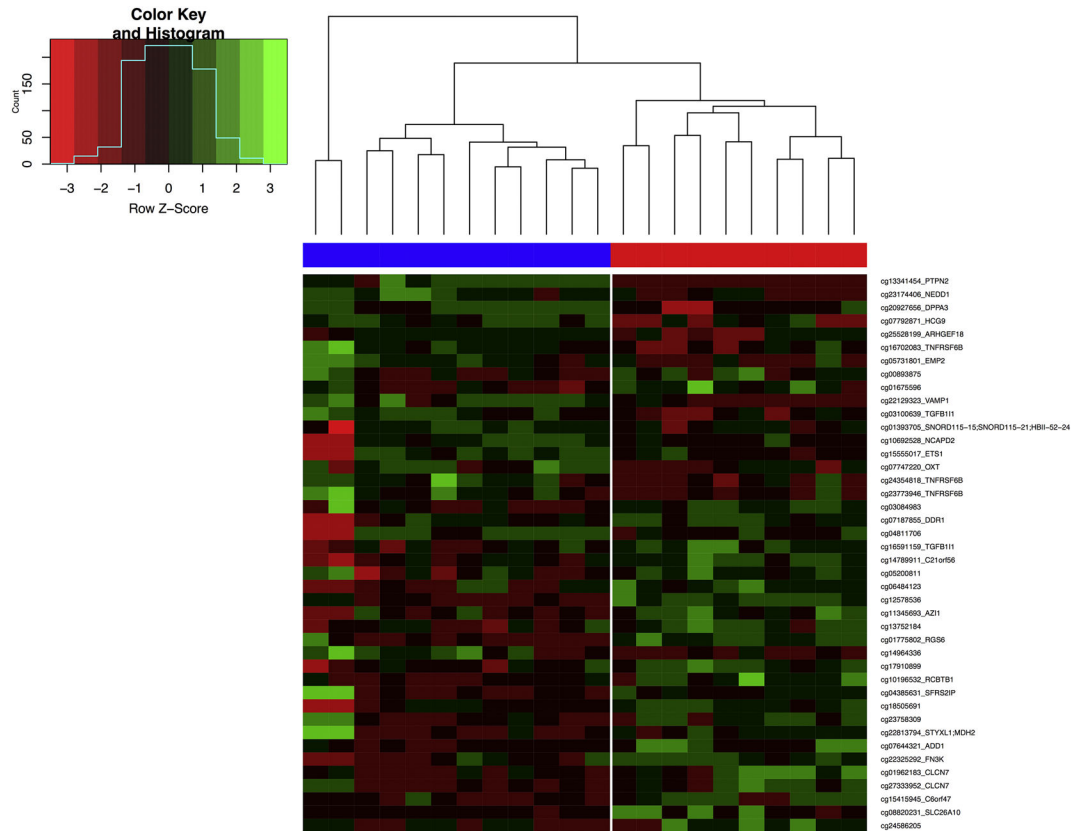 Color Key
and Histogram
Count
0
50
150
−3 −2 −1 0 1 2 3
Row Z−Score
cg13341454_PTPN2
cg23174406_NEDD1
cg20927656_DPPA3
cg07792871_HCG9
cg25528199_ARHGEF18
cg16702083_TNFRSF6B
cg05731801_EMP2
cg00893875
cg01675596
cg22129323_VAMP1
cg03100639_TGFB1I1
cg01393705_SNORD115−15;SNORD115−21;HBII−52−24
cg10692528_NCAPD2
cg15555017_ETS1
cg07747220_OXT
cg24354818_TNFRSF6B
cg23773946_TNFRSF6B
cg03084983
cg07187855_DDR1
cg04811706
cg16591159_TGFB1I1
cg14789911_C21orf56
cg05200811
cg06484123
cg12578536
cg11345693_AZI1
cg13752184
cg01775802_RGS6
cg14964336
cg17910899
cg10196532_RCBTB1
cg04385631_SFRS2IP
cg18505691
cg23758309
cg22813794_STYXL1;MDH2
cg07644321_ADD1
cg22325292_FN3K
cg01962183_CLCN7
cg27333952_CLCN7
cg15415945_C6orf47
cg08820231_SLC26A10
cg24586205